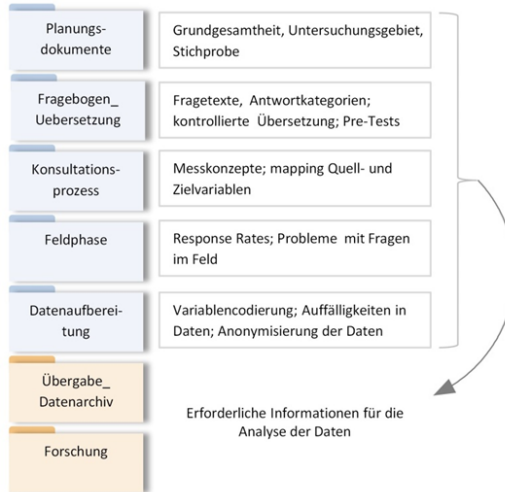 Planungs-
dokumente
Grundgesamtheit, Untersuchungsgebiet,
Stichprobe
Fragebogen_
Uebersetzung
Fragetexte, Antwortkategorien;
kontrollierte Übersetzung; Pre-Tests
Konsultations-
prozess
Messkonzepte; mapping Quell- und
Zielvariablen
Feldphase
Response Rates; Probleme mit Fragen
im Feld
Datenaufberei-
tung
Variablencodierung; Auffälligkeiten in
Daten; Anonymisierung der Daten
Übergabe_
Datenarchiv
Erforderliche Informationen für die
Analyse der Daten
Forschung